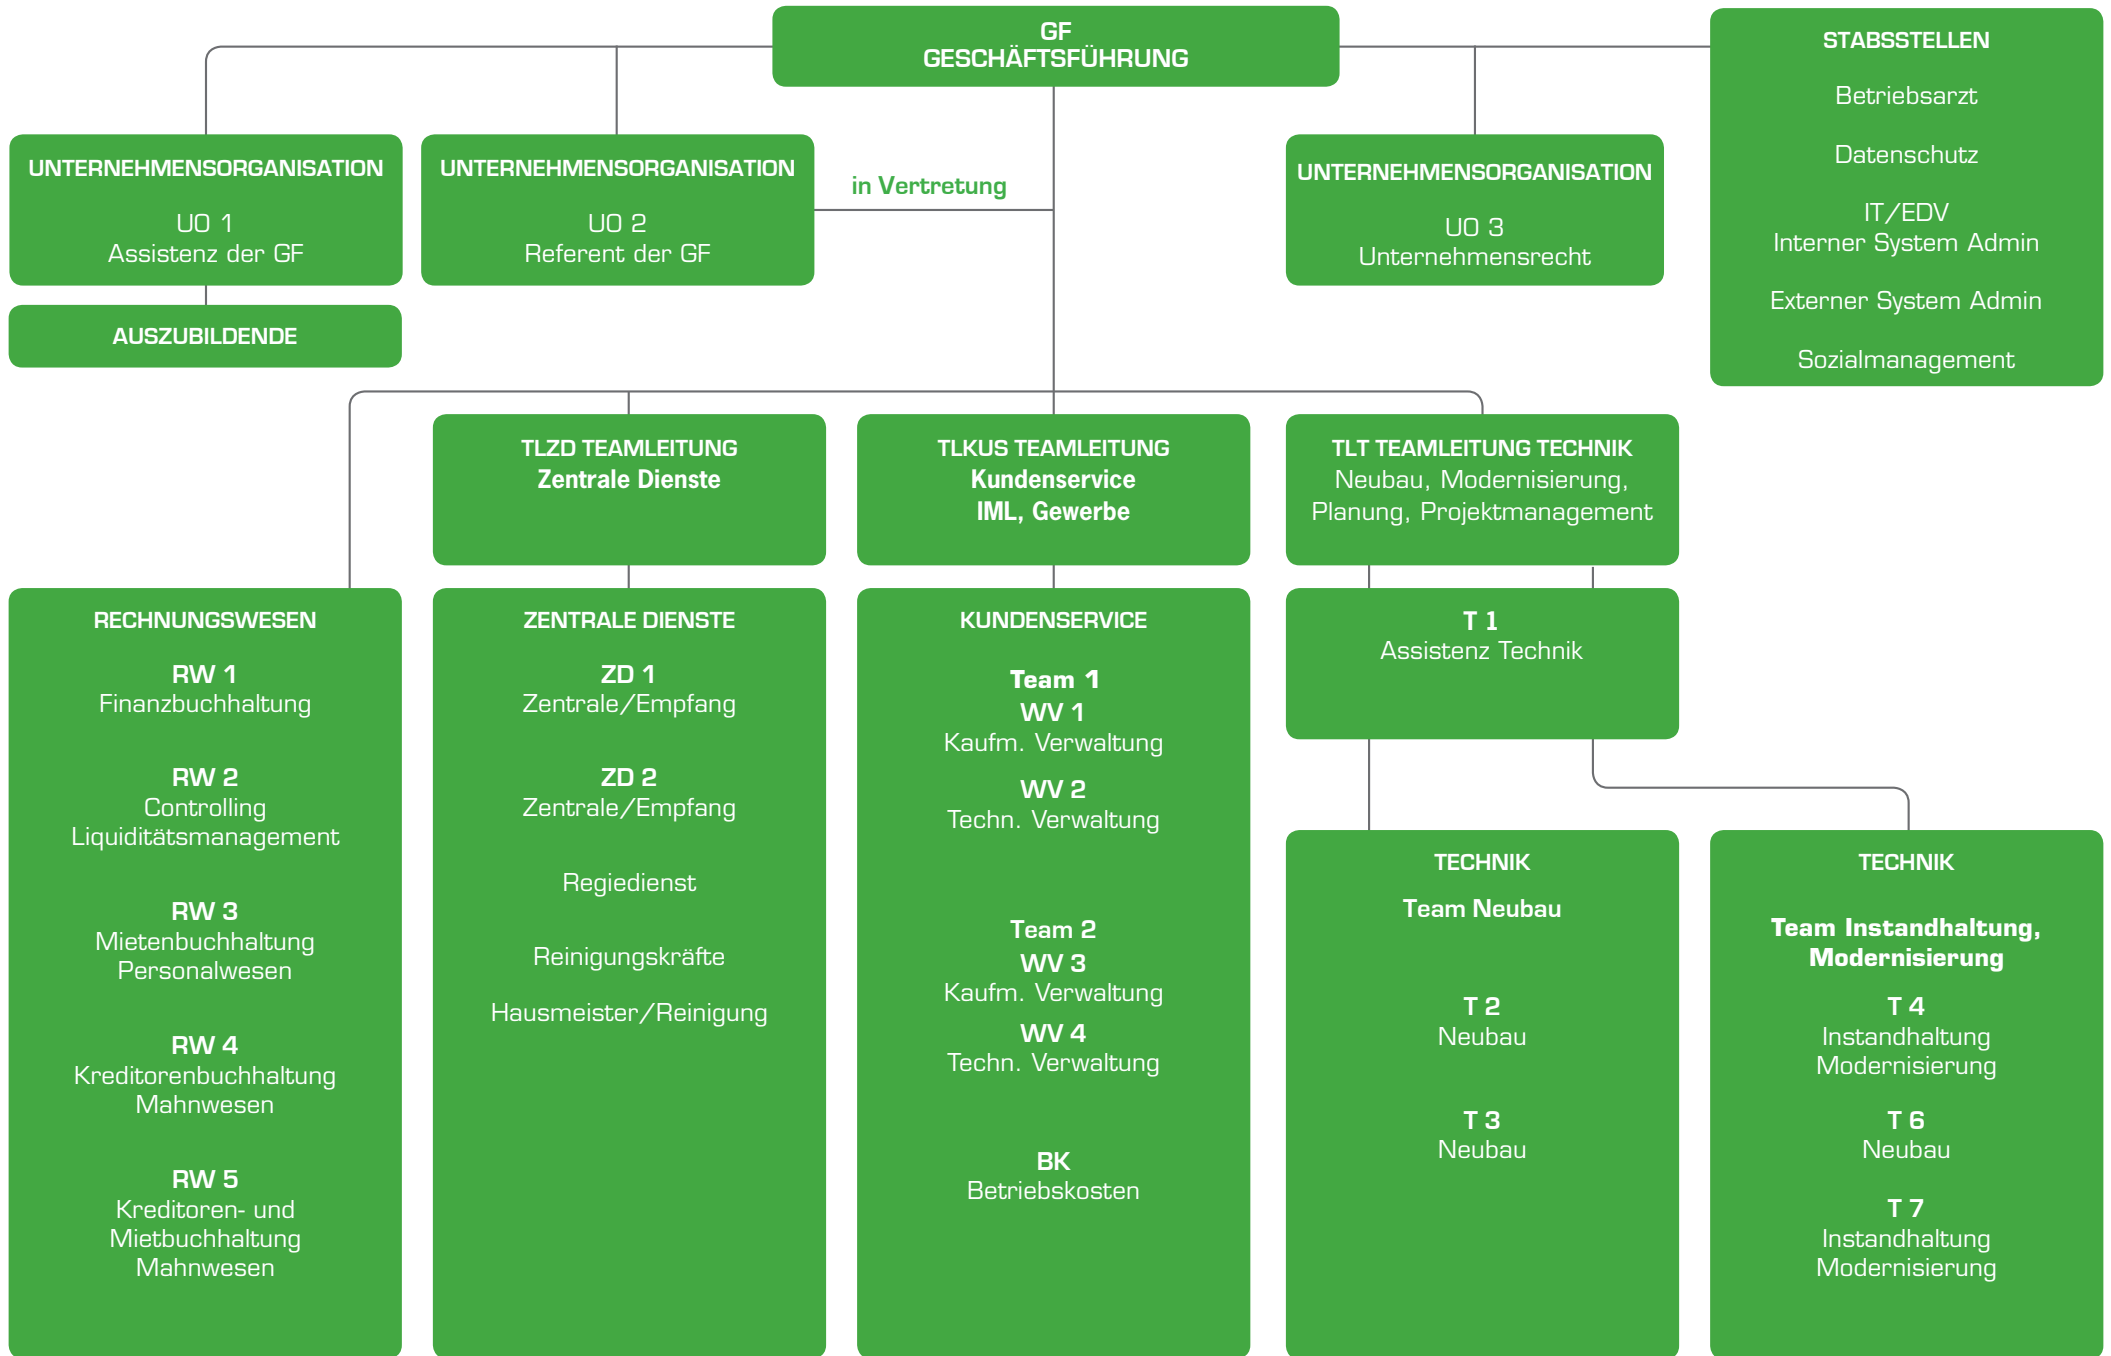 GF
GESCHÄFTSFÜHRUNG
STABSSTELLEN
Betriebsarzt
Datenschutz
IT/EDV
Interner System Admin
Externer System Admin
Sozialmanagement
UNTERNEHMENSORGANISATION
UO 1
Assistenz der GF
UNTERNEHMENSORGANISATION
UO 2
Referent der GF
in Vertretung
UNTERNEHMENSORGANISATION
UO 3
Unternehmensrecht
AUSZUBILDENDE
TLZD TEAMLEITUNG
Zentrale Dienste
TLKUS TEAMLEITUNG
Kundenservice
IML, Gewerbe
TLT TEAMLEITUNG TECHNIK
Neubau, Modernisierung,
Planung, Projektmanagement
RECHNUNGSWESEN
RW 1
Finanzbuchhaltung
RW 2
Controlling
Liquiditätsmanagement
RW 3
Mietenbuchhaltung
Personalwesen
RW 4
Kreditorenbuchhaltung
Mahnwesen
RW 5
Kreditoren- und
Mietbuchhaltung
Mahnwesen
ZENTRALE DIENSTE
ZD 1
Zentrale/Empfang
ZD 2
Zentrale/Empfang
Regiedienst
Reinigungskräfte
Hausmeister/Reinigung
KUNDENSERVICE
Team 1
WV 1
Kaufm. Verwaltung
WV 2
Techn. Verwaltung
Team 2
WV 3
Kaufm. Verwaltung
WV 4
Techn. Verwaltung
BK
Betriebskosten
T 1
Assistenz Technik
TECHNIK
Team Neubau
T 2
Neubau
T 3
Neubau
TECHNIK
Team Instandhaltung,
Modernisierung
T 4
Instandhaltung
Modernisierung
T 6
Neubau
T 7
Instandhaltung
Modernisierung